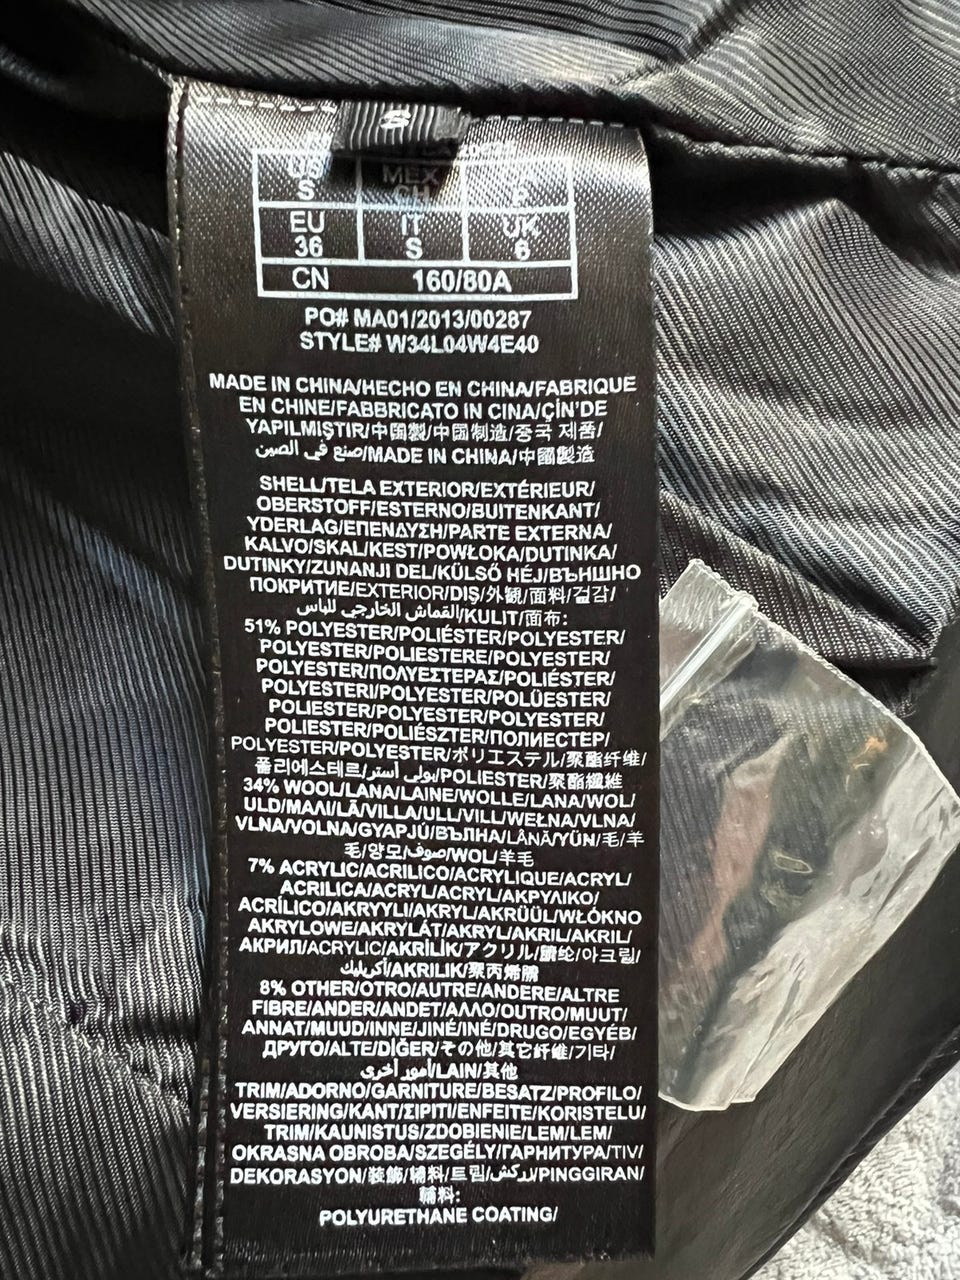 S
US MEX CA
S CH P
EU IT UK
36 S 6
CN 160/80A
PO# MA01/2013/00287
STYLE# W34L04W4E40
MADE IN CHINA/HECHO EN CHINA/FABRIQUE
EN CHINE/FABBRICATO IN CINA/ÇİN'DE
YAPILMIŞTIR/中国製/中国制造/중국 제품/
صنع في الصين/MADE IN CHINA/中國製造
SHELL/TELA EXTERIOR/EXTÉRIEUR/
OBERSTOFF/ESTERNO/BUITENKANT/
YDERLAG/ΕΠΕΝΔΥΣΗ/PARTE EXTERNA/
KALVO/SKAL/KEST/POWŁOKA/DUTINKA/
DUTINKY/ZUNANJI DEL/KÜLSŐ HÉJ/ВЪНШНО
ПОКРИТИЕ/EXTERIOR/DIŞ/外観/面料/겉감/
القماش الخارجي للباس/KULIT/面布:
51% POLYESTER/POLIÉSTER/POLYESTER/
POLYESTER/POLIESTERE/POLYESTER/
POLYESTER/ΠΟΛΥΕΣΤΕΡΑΣ/POLIÉSTER/
POLYESTERI/POLYESTER/POLÜESTER/
POLIESTER/POLYESTER/POLYESTER/
POLIESTER/POLIÉSZTER/ПОЛИЕСТЕР/
POLYESTER/POLYESTER/ポリエステル/聚酯纤维/
폴리에스테르/بولي أستر/POLIESTER/聚酯纖維
34% WOOL/LANA/LAINE/WOLLE/LANA/WOL/
ULD/ΜΑΛΙ/LÃ/VILLA/ULL/VILL/WEŁNA/VLNA/
VLNA/VOLNA/GYAPJÚ/ВЪЛНА/LÂNĂ/YÜN/毛/羊
毛/양모/صوف/WOL/羊毛
7% ACRYLIC/ACRILICO/ACRYLIQUE/ACRYL/
ACRILICA/ACRYL/ACRYL/ΑΚΡΥΛΙΚΟ/
ACRÍLICO/AKRYYLI/AKRYL/AKRÜÜL/WŁÓKNO
AKRYLOWE/AKRYLÁT/AKRYL/AKRIL/AKRIL/
АКРИЛ/ACRYLIC/AKRİLİK/アクリル/腈纶/아크릴/
أكريليك/AKRILIK/聚丙烯腈
8% OTHER/OTRO/AUTRE/ANDERE/ALTRE
FIBRE/ANDER/ANDET/ΑΛΛΟ/OUTRO/MUUT/
ANNAT/MUUD/INNE/JINÉ/INÉ/DRUGO/EGYÉB/
ДРУГО/ALTE/DİĞER/その他/其它纤维/기타/
أمور أخرى/LAIN/其他
TRIM/ADORNO/GARNITURE/BESATZ/PROFILO/
VERSIERING/KANT/ΣΙΡΙΤΙ/ENFEITE/KORISTELU/
TRIM/KAUNISTUS/ZDOBIENIE/LEM/LEM/
OKRASNA OBROBA/SZEGÉLY/ГАРНИТУРА/TIV/
DEKORASYON/装飾/辅料/트림/زركش/PINGGIRAN/
輔料:
POLYURETHANE COATING/